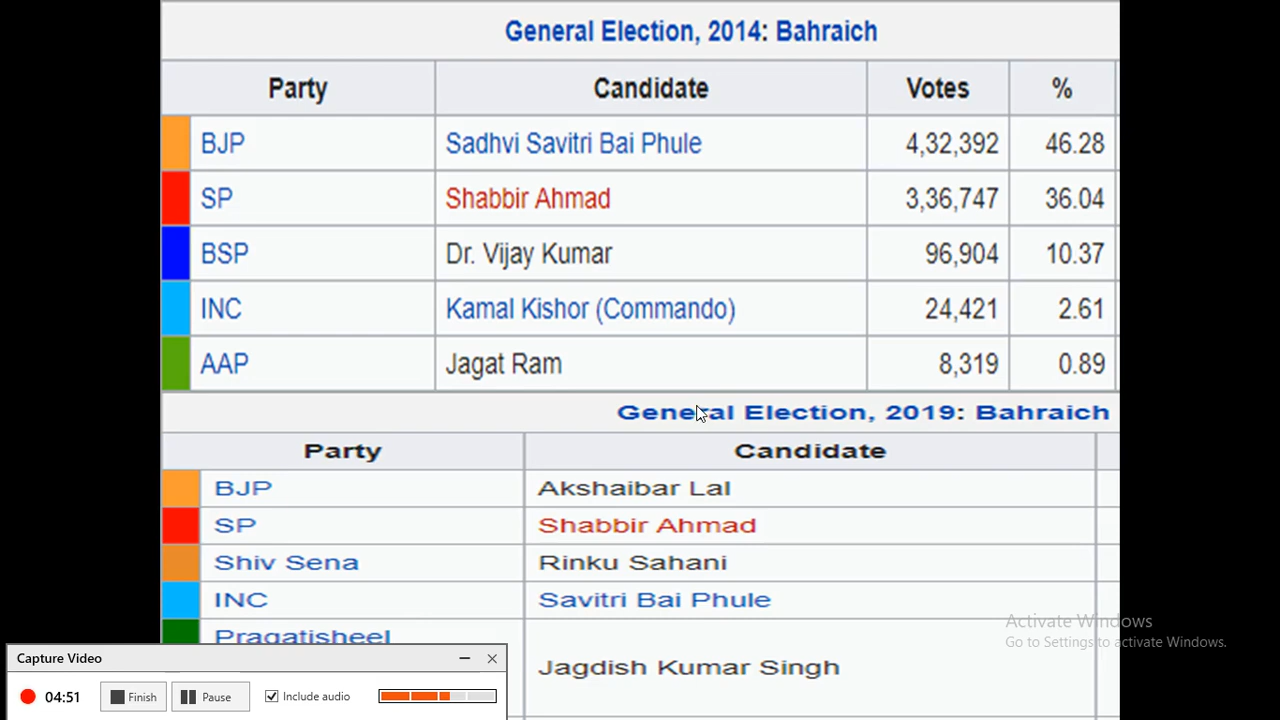 General Election, 2014: Bahraich
Party Candidate Votes %
BJP Sadhvi Savitri Bai Phule 4,32,392 46.28
SP Shabbir Ahmad 3,36,747 36.04
BSP Dr. Vijay Kumar 96,904 10.37
INC Kamal Kishor (Commando) 24,421 2.61
AAP Jagat Ram 8,319 0.89
General Election, 2019: Bahraich
Party Candidate
BJP Akshaibar Lal
SP Shabbir Ahmad
Shiv Sena Rinku Sahani
INC Savitri Bai Phule
Pragatisheel
Jagdish Kumar Singh
Activate Windows
Go to Settings to activate Windows.
Capture Video
04:51 Finish Pause Include audio